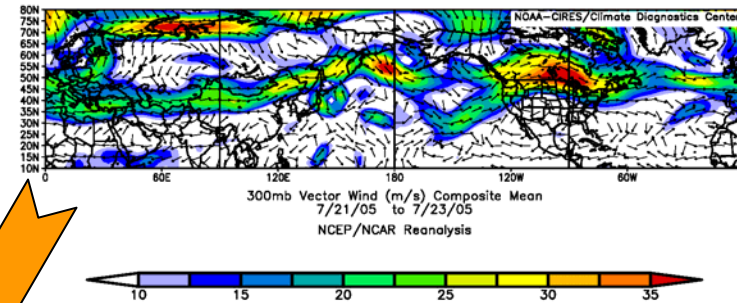 NOAA-CIRES/Climate Diagnostics Center
80N
75N
70N
65N
60N
55N
50N
45N
40N
35N
30N
25N
20N
15N
10N
0 60E 120E 180 120W 60W
300mb Vector Wind (m/s) Composite Mean
7/21/05 to 7/23/05
NCEP/NCAR Reanalysis
10 15 20 25 30 35